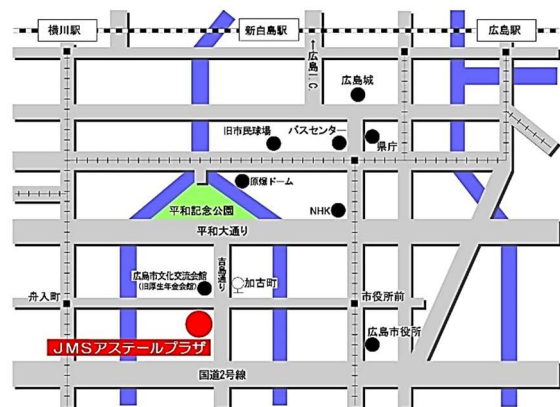 横川駅
新白島駅
広島駅
←広島I.C
広島城
旧市民球場
バスセンター
県庁
原爆ドーム
平和記念公園
NHK
平和大通り
吉島通り
広島市文化交流会館
(旧厚生年金会館)
加古町
舟入町
市役所前
広島市役所
JMSアステールプラザ
国道2号線